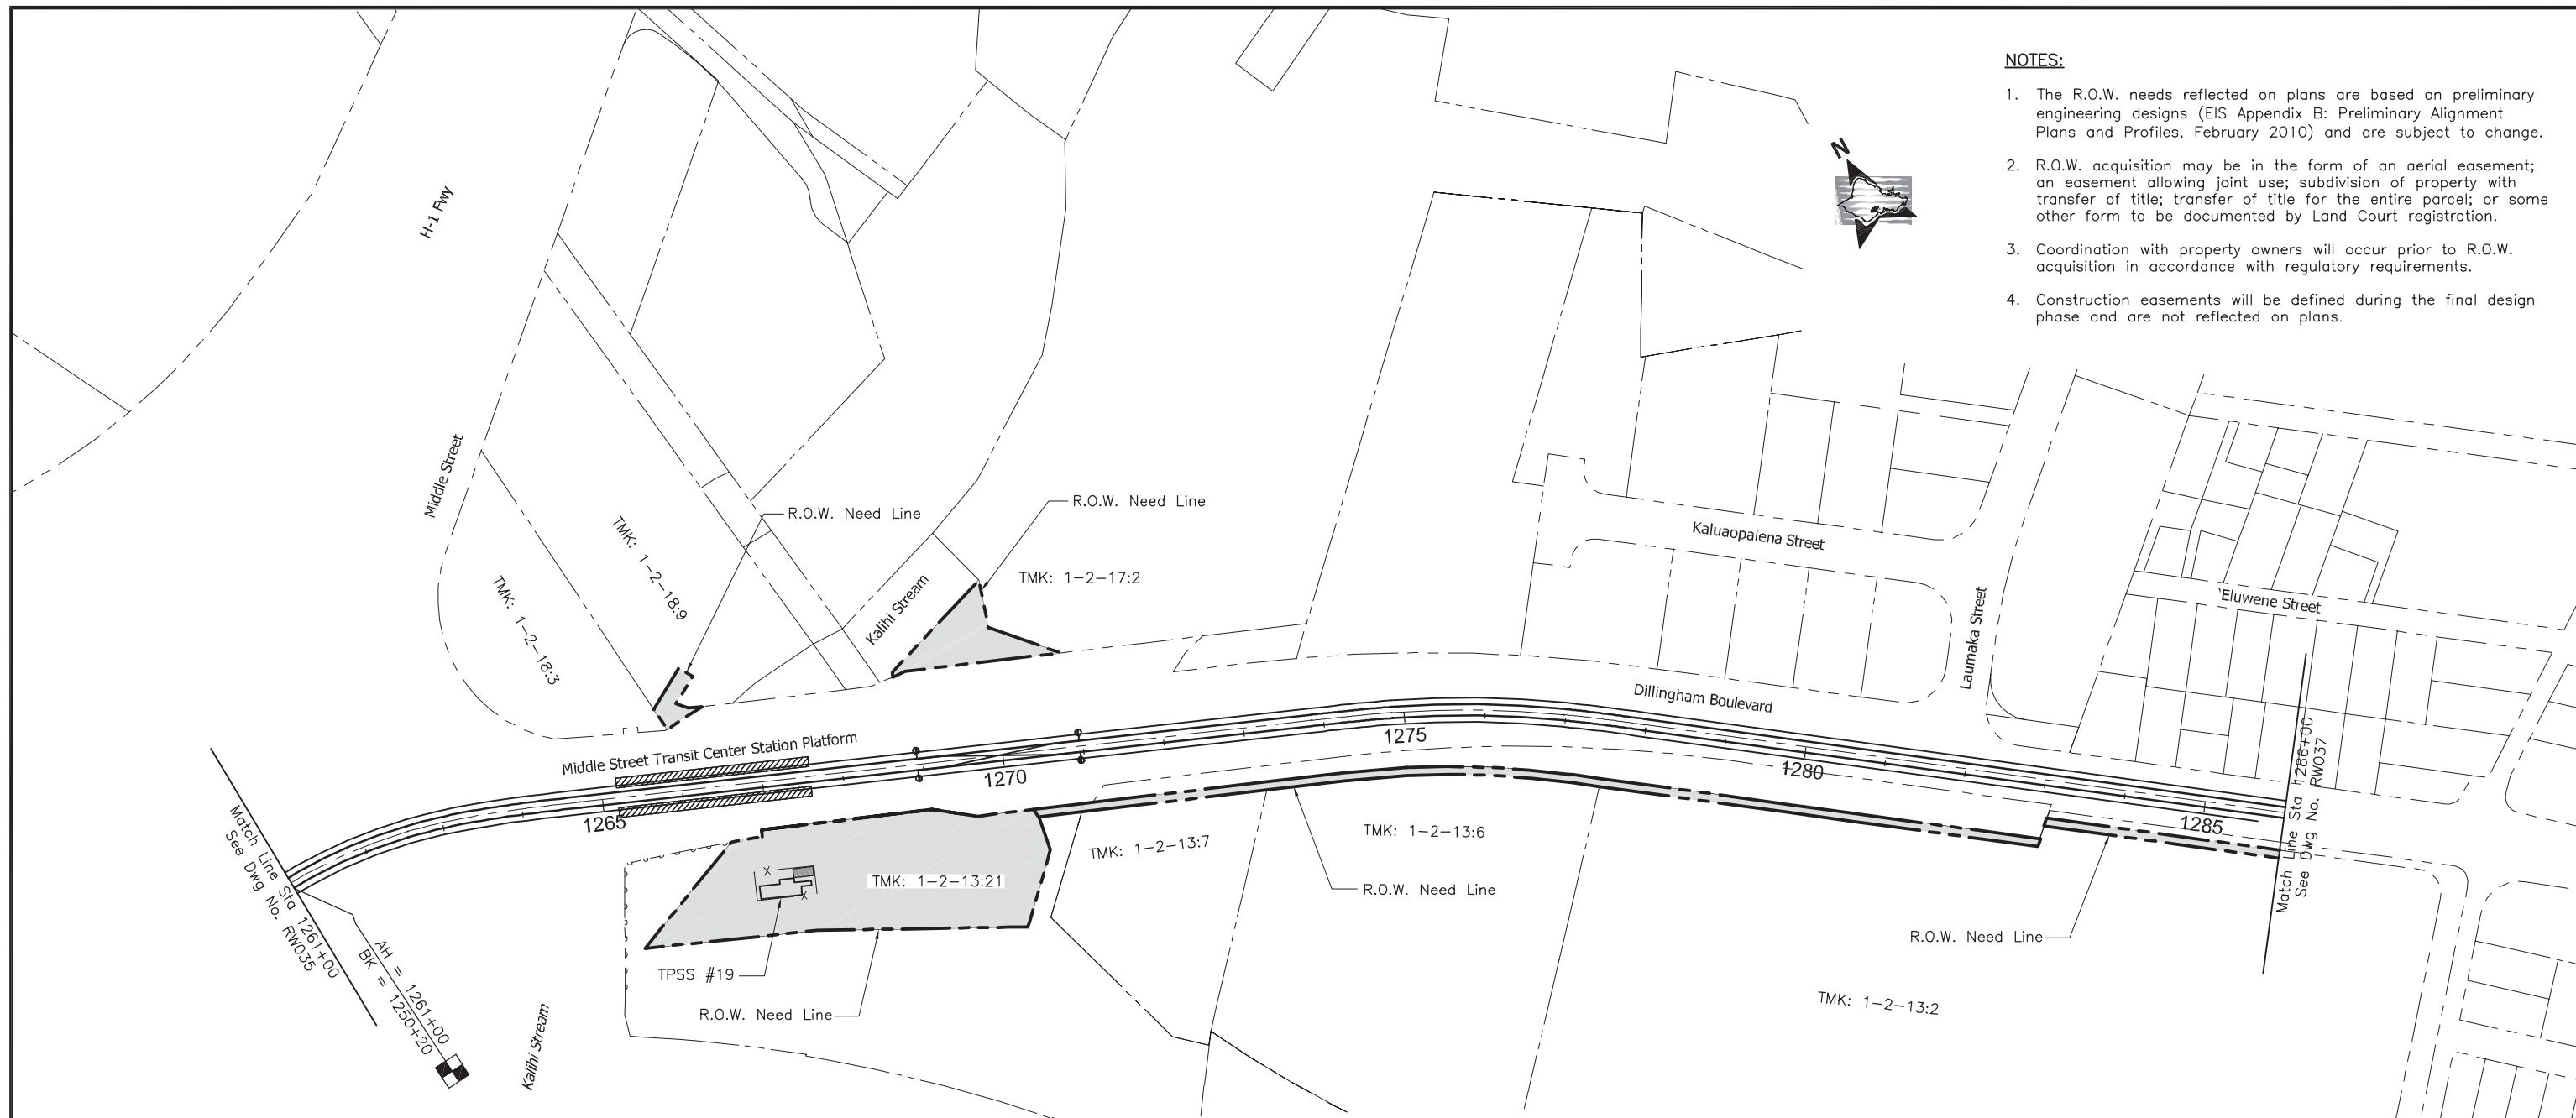 NOTES:
1. The R.O.W. needs reflected on plans are based on preliminary
engineering designs (EIS Appendix B: Preliminary Alignment
Plans and Profiles, February 2010) and are subject to change.
2. R.O.W. acquisition may be in the form of an aerial easement;
an easement allowing joint use; subdivision of property with
transfer of title; transfer of title for the entire parcel; or some
other form to be documented by Land Court registration.
3. Coordination with property owners will occur prior to R.O.W.
acquisition in accordance with regulatory requirements.
4. Construction easements will be defined during the final design
phase and are not reflected on plans.
N
H-1 Fwy
Middle Street
TMK: 1-2-18:9
TMK: 1-2-18:3
R.O.W. Need Line
R.O.W. Need Line
TMK: 1-2-17:2
Kalihi Stream
Kaluaopalena Street
Laumaka Street
'Eluwene Street
Dillingham Boulevard
Middle Street Transit Center Station Platform
1265
1270
1275
1280
1285
Match Line Sta 1261+00
See Dwg No. RW035
AH = 1261+00
BK = 1250+20
Kalihi Stream
TMK: 1-2-13:21
TPSS #19
X
X
R.O.W. Need Line
TMK: 1-2-13:7
TMK: 1-2-13:6
R.O.W. Need Line
R.O.W. Need Line
TMK: 1-2-13:2
Match Line Sta 1286+00
See Dwg No. RW037